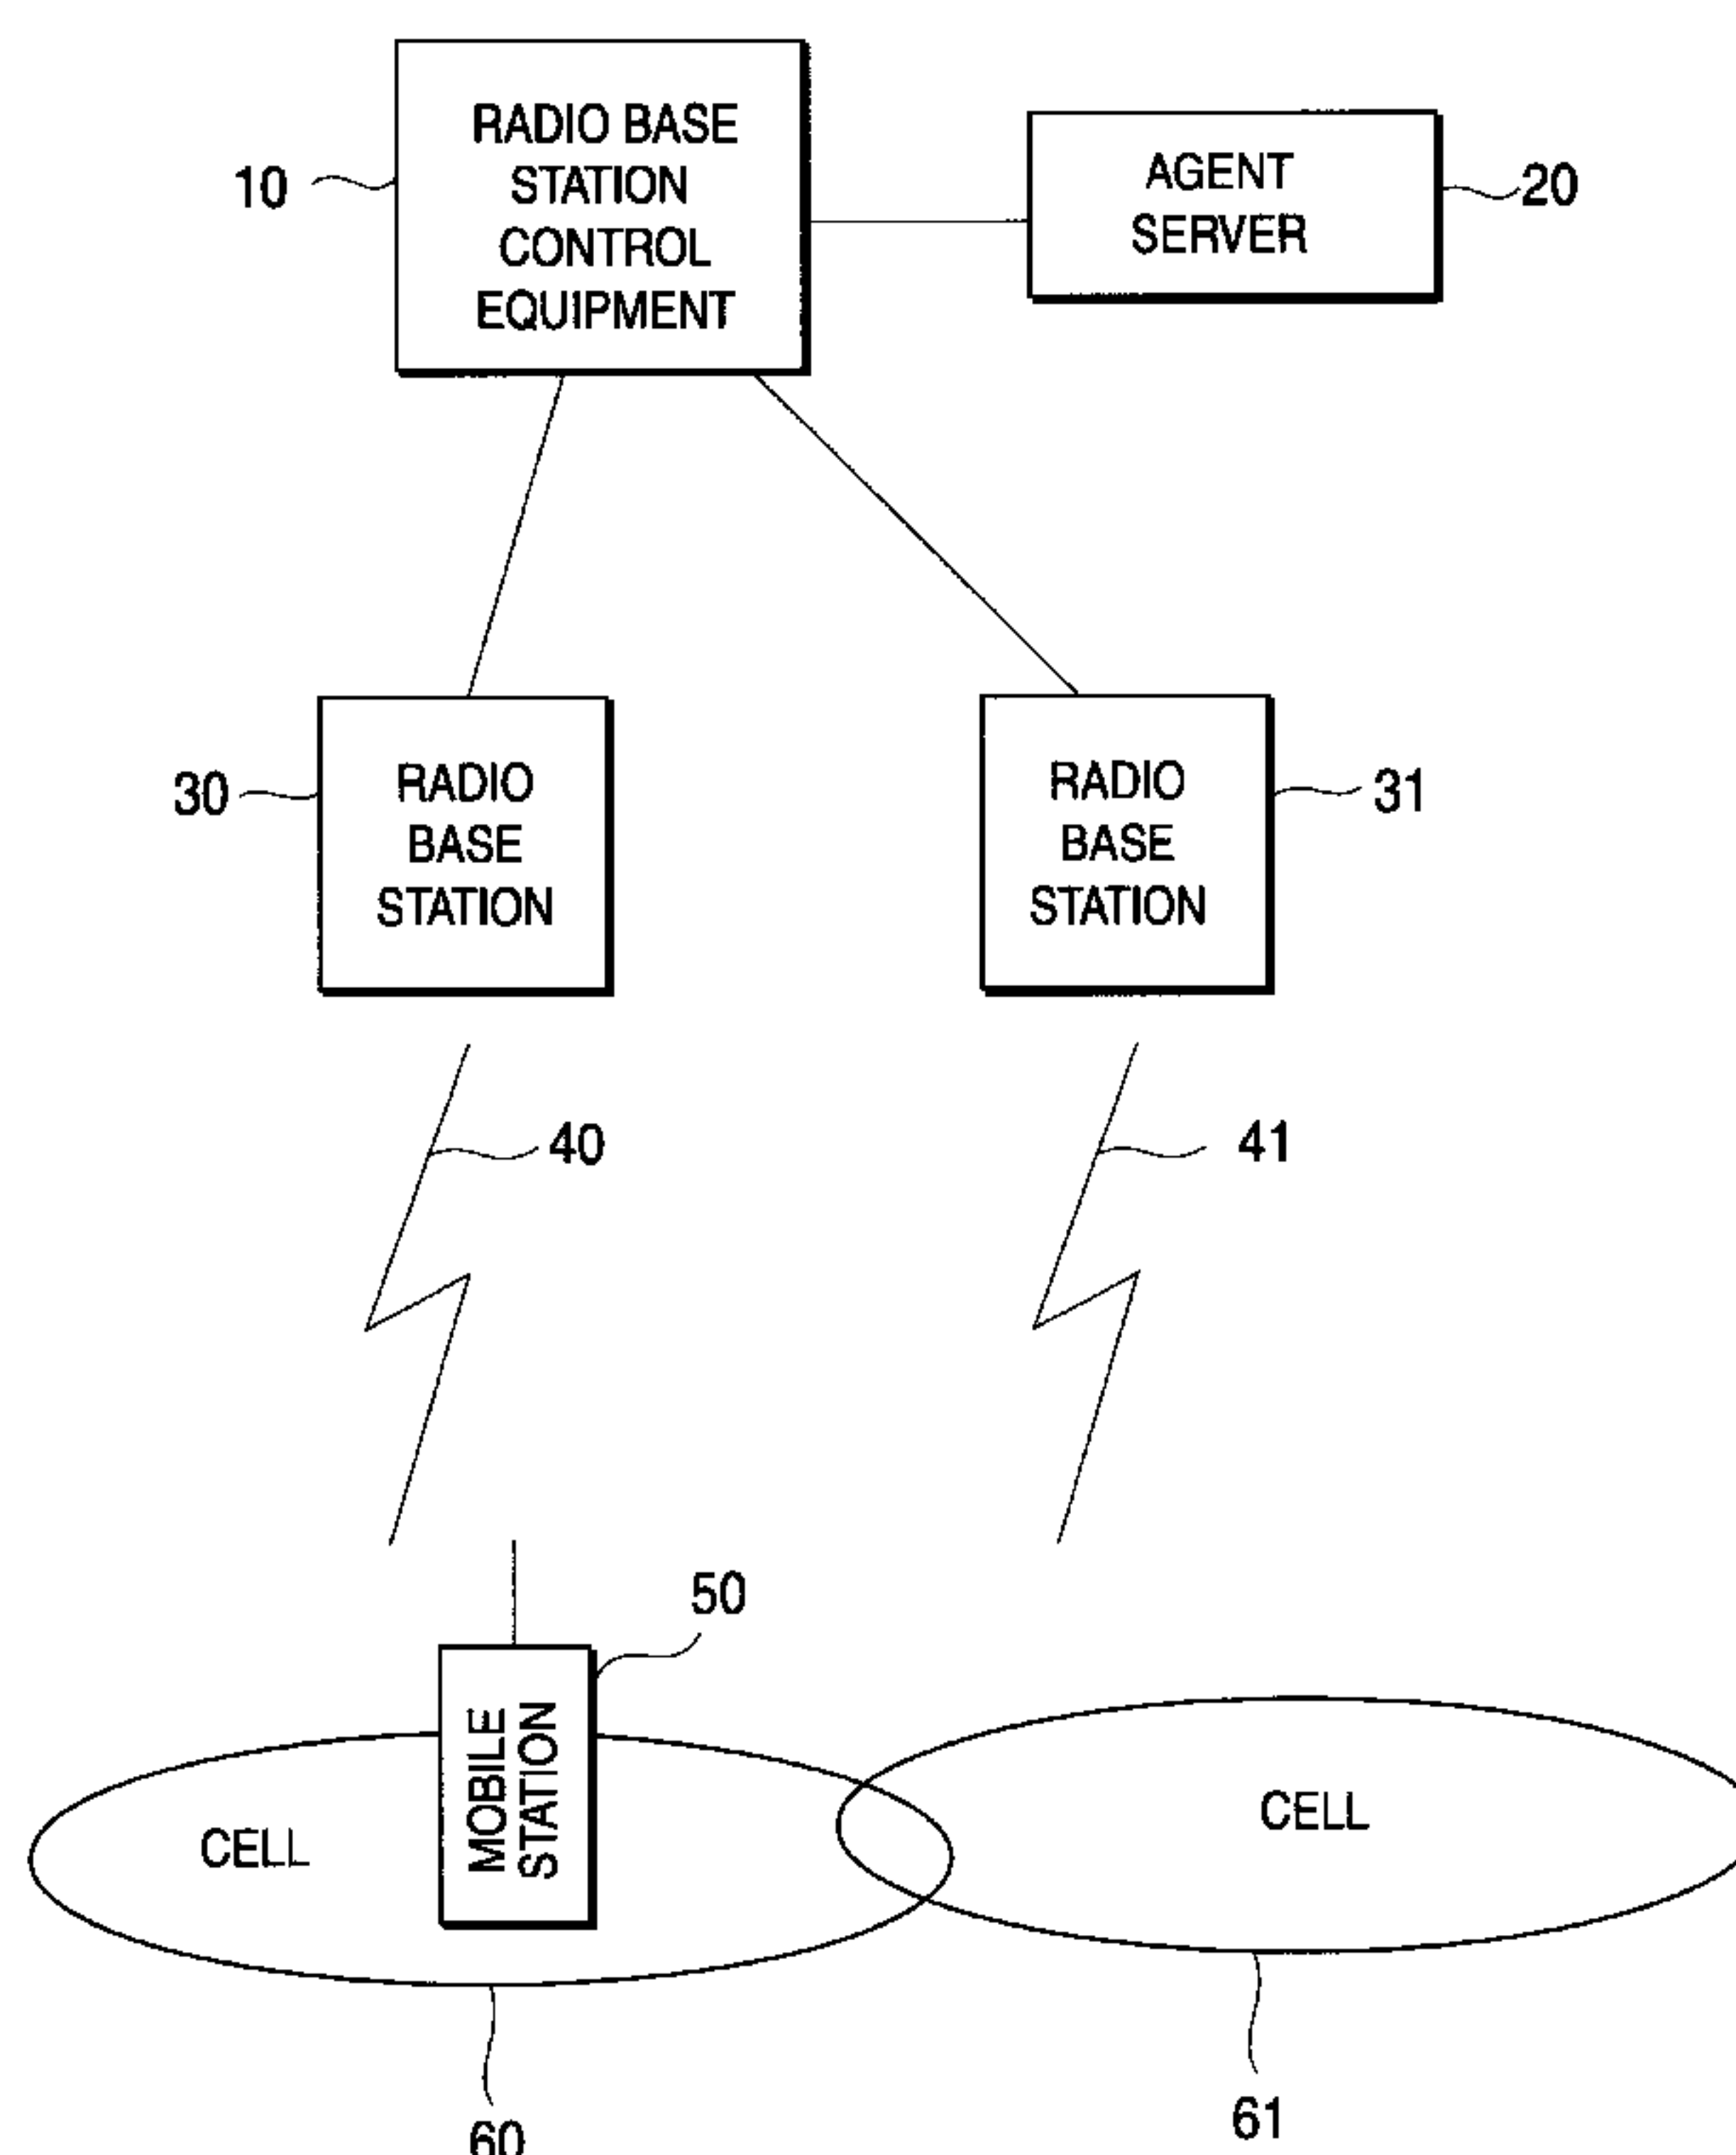 RADIO BASE
STATION
CONTROL
EQUIPMENT
10
AGENT
SERVER
20
RADIO
BASE
STATION
30
RADIO
BASE
STATION
31
40
41
50
MOBILE
STATION
CELL
CELL
60
61